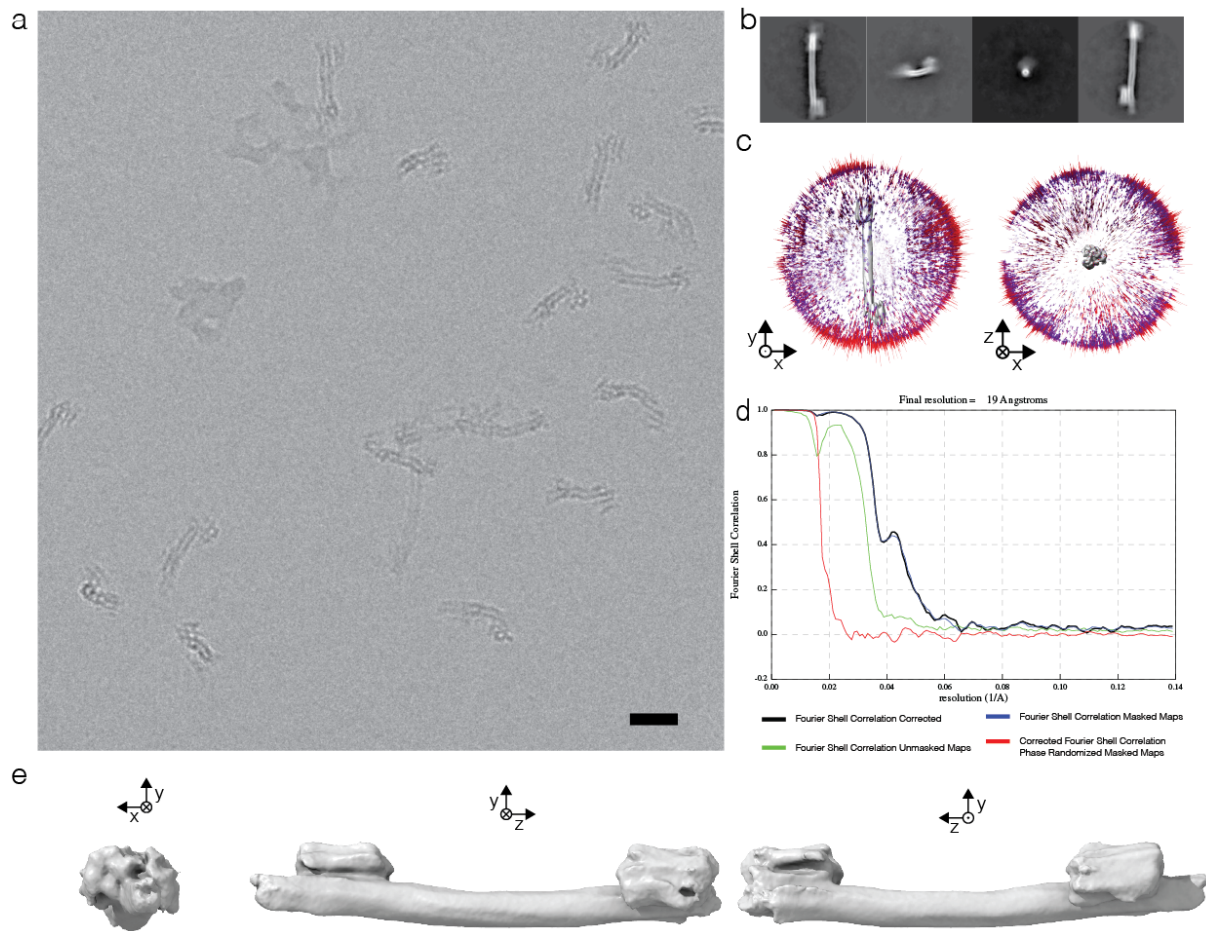 a
b
c
y
x
z
x
d
Final resolution = 19 Angstroms
Fourier Shell Correlation
1.0
0.8
0.6
0.4
0.2
0.0
-0.2
0.00
0.02
0.04
0.06
0.08
0.10
0.12
0.14
resolution (1/A)
Fourier Shell Correlation Corrected
Fourier Shell Correlation Masked Maps
Fourier Shell Correlation Unmasked Maps
Corrected Fourier Shell Correlation
Phase Randomized Masked Maps
e
y
x
y
z
y
z